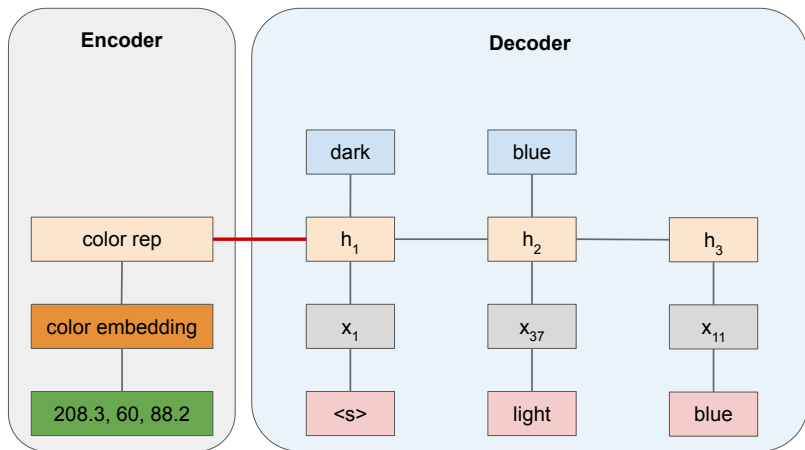 Encoder
Decoder
dark
blue
color rep
h₁
h₂
h₃
color embedding
x₁
x₃₇
x₁₁
208.3, 60, 88.2
<s>
light
blue